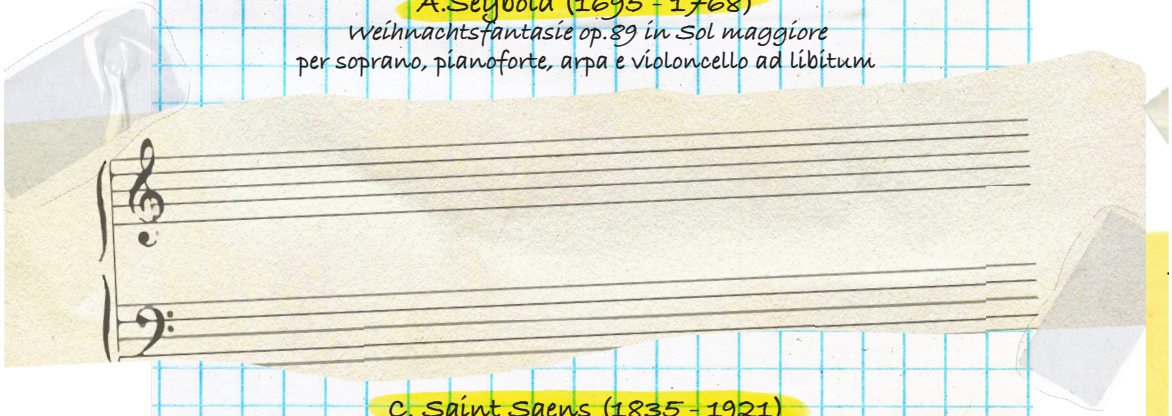 A.Seybold (1695 - 1768)
Weihnachtsfantasie op.89 in Sol maggiore
per soprano, pianoforte, arpa e violoncello ad libitum
C. Saint Saens (1835 - 1921)